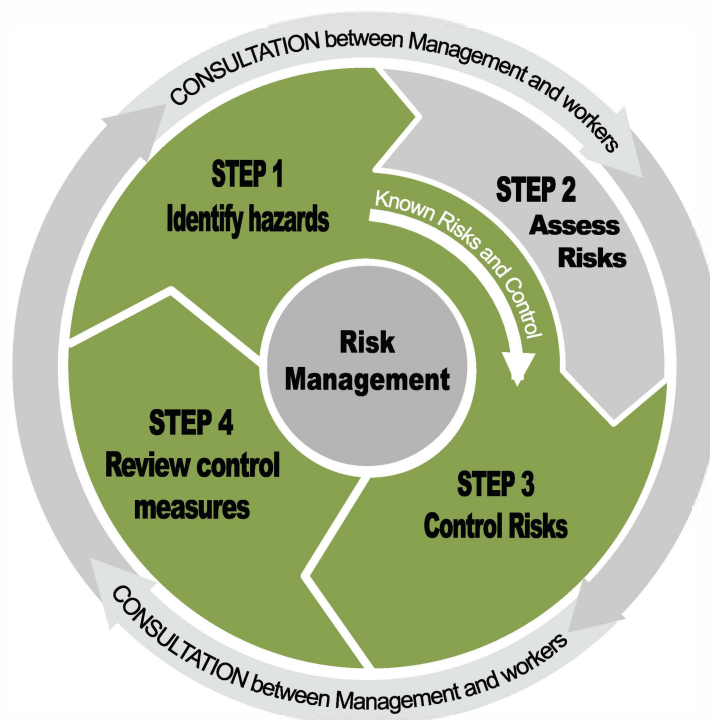 CONSULTATION between Management and workers
STEP 1
Identify hazards
STEP 2
Assess
Risks
Known Risks and Control
Risk
Management
STEP 4
Review control
measures
STEP 3
Control Risks
CONSULTATION between Management and workers